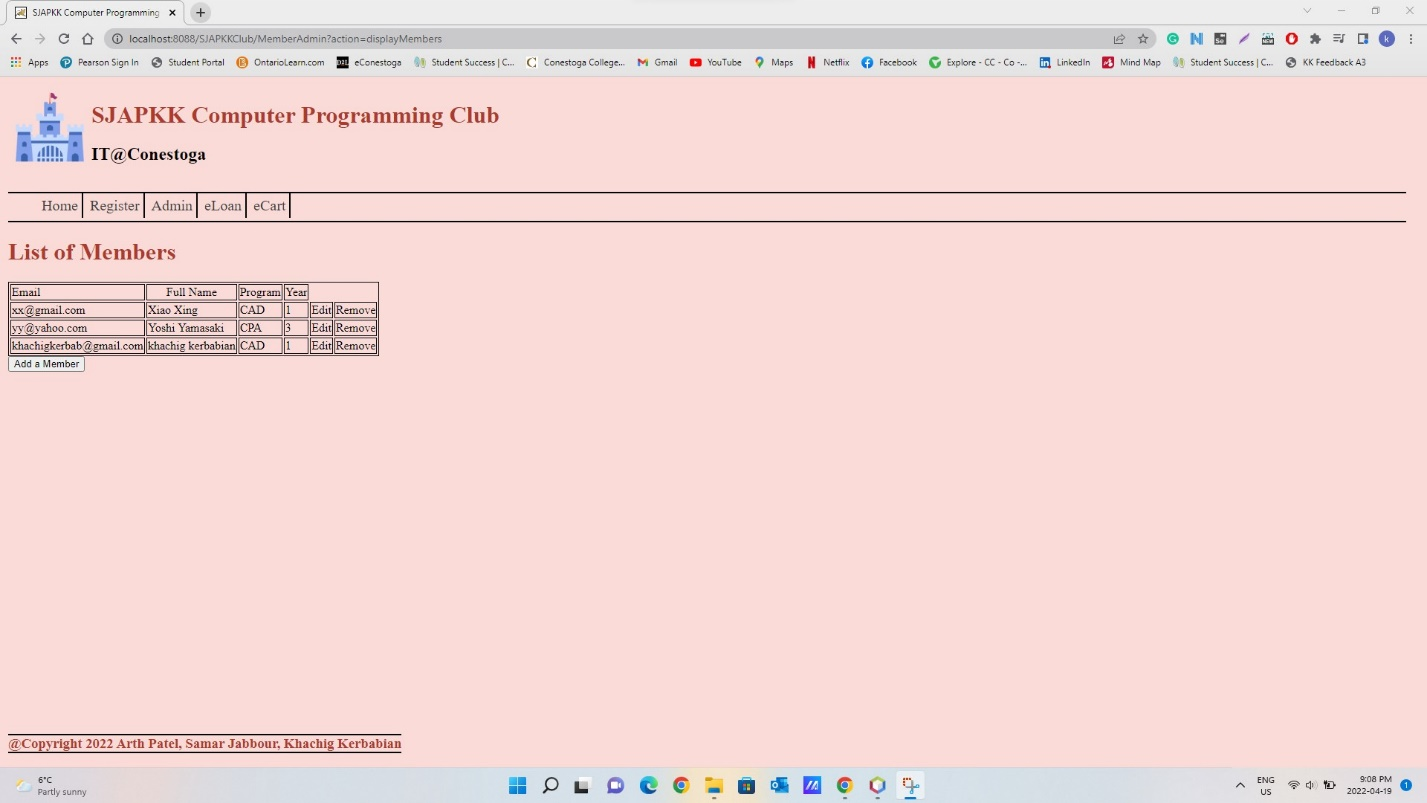 SJAPKK Computer Programming
localhost:8088/SJAPKKClub/MemberAdmin?action=displayMembers
Apps Pearson Sign In Student Portal OntarioLearn.com D2L eConestoga Student Success | C... Conestoga College... Gmail YouTube Maps Netflix Facebook Explore - CC - Co -... LinkedIn Mind Map Student Success | C... KK Feedback A3
SJAPKK Computer Programming Club
IT@Conestoga
Home Register Admin eLoan eCart
List of Members
Email Full Name Program Year
xx@gmail.com Xiao Xing CAD 1 Edit Remove
yy@yahoo.com Yoshi Yamasaki CPA 3 Edit Remove
khachigkerbab@gmail.com khachig kerbabian CAD 1 Edit Remove
Add a Member
@Copyright 2022 Arth Patel, Samar Jabbour, Khachig Kerbabian
6°C
Partly sunny
ENG
US
9:08 PM
2022-04-19
1